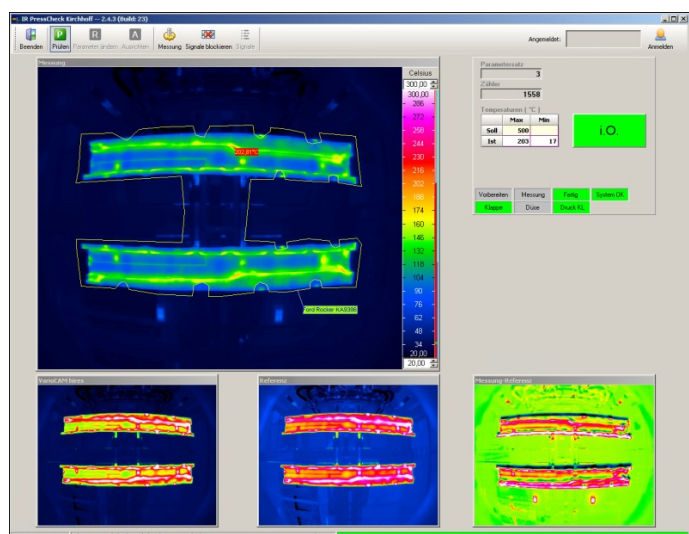 IR PressCheck Kirchhoff -- 2.4.3 (Build: 23)
Beenden Prüfen Parameter ändern Ausrichten Messung Signale blockieren Signale
Angemeldet: Anmelden
Messung
Celsius
300,00
300,00
286
272
258
244
230
216
202
188
174
160
146
132
118
104
90
76
62
48
34
20,00
20,00
202,81°C
Ford Rocker KA9386
Parametersatz
3
Zähler
1558
Temperaturen ( °C )
Max Min
Soll 500
Ist 203 17
i.O.
Vorbereiten Messung Fertig System OK
Klappe Düse Druck KL
VarioCAM hires
Referenz
Messung-Referenz